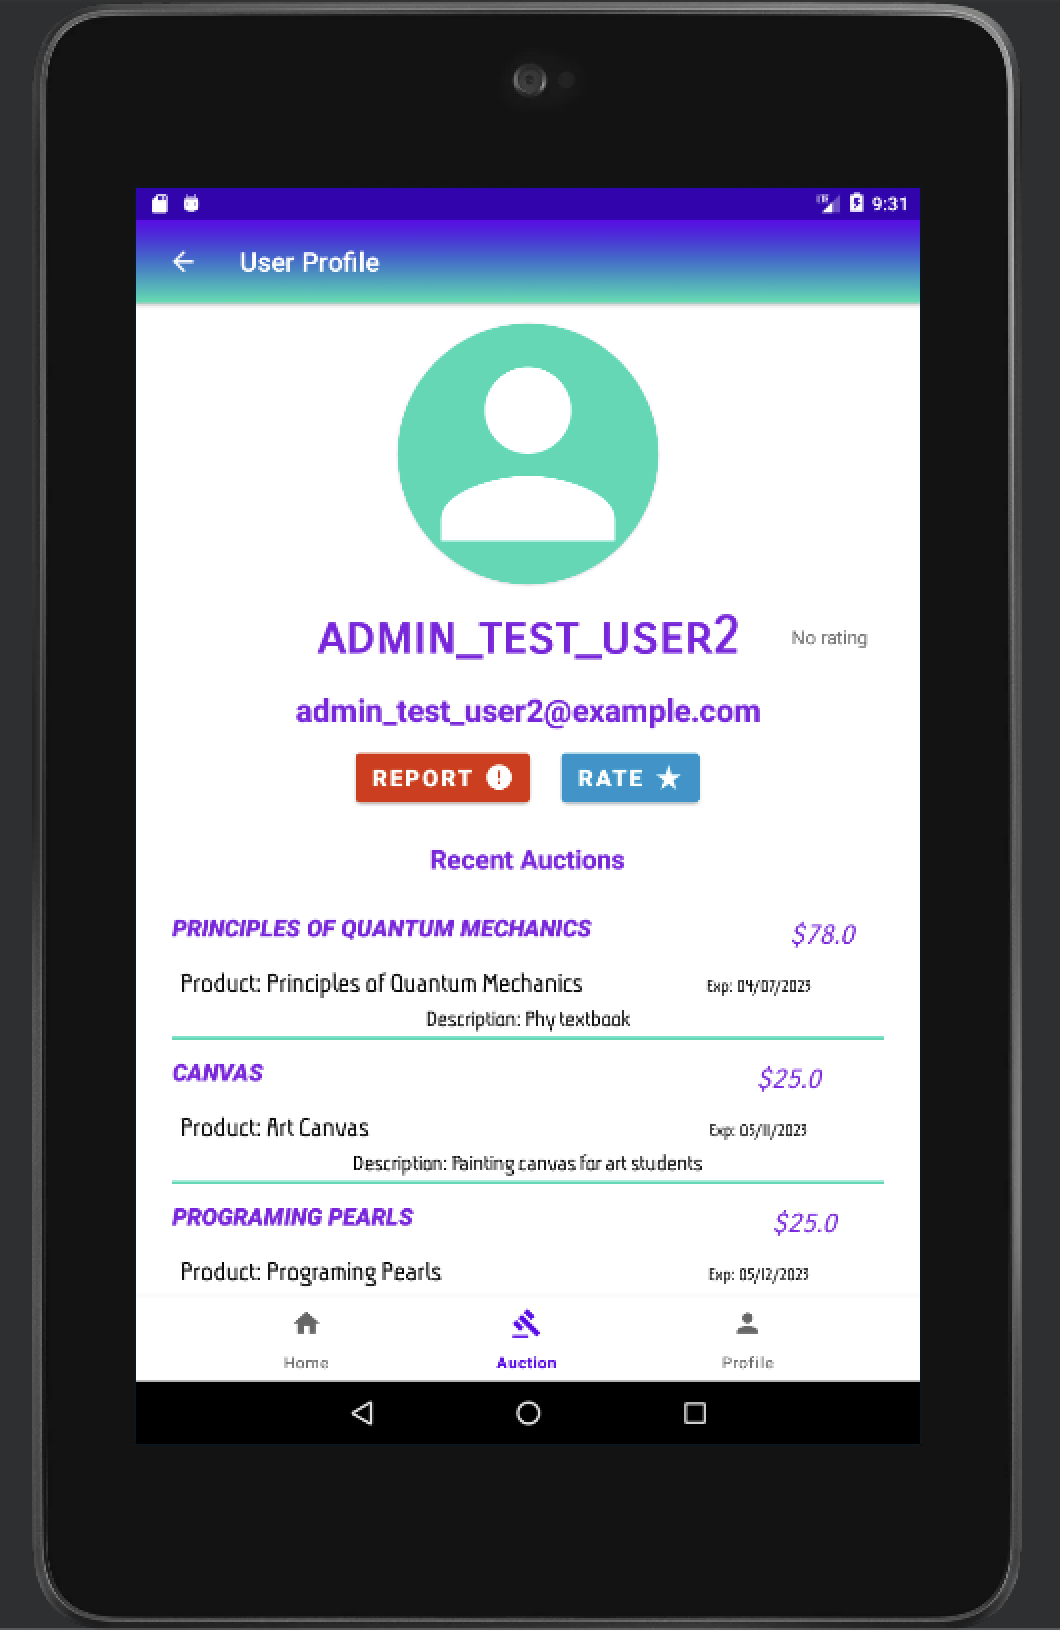 9:31
User Profile
ADMIN_TEST_USER2 No rating
admin_test_user2@example.com
REPORT RATE
Recent Auctions
PRINCIPLES OF QUANTUM MECHANICS $78.0
Product: Principles of Quantum Mechanics Exp: 04/07/2023
Description: Phy textbook
CANVAS $25.0
Product: Art Canvas Exp: 05/11/2023
Description: Painting canvas for art students
PROGRAMING PEARLS $25.0
Product: Programing Pearls Exp: 05/12/2023
Home Auction Profile